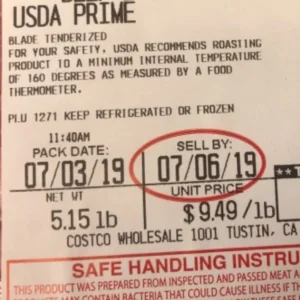 USDA PRIME
BLADE TENDERIZED
FOR YOUR SAFETY, USDA RECOMMENDS ROASTING
PRODUCT TO A MINIMUM INTERNAL TEMPERATURE
OF 160 DEGREES AS MEASURED BY A FOOD
THERMOMETER.
PLU 1271 KEEP REFRIGERATED OR FROZEN
11:40AM
PACK DATE: SELL BY:
07/03/19 07/06/19
NET WT UNIT PRICE
5.15 lb $9.49/lb
COSTCO WHOLESALE 1001 TUSTIN, CA
SAFE HANDLING INSTRU
THIS PRODUCT WAS PREPARED FROM INSPECTED AND PASSED MEAT A
MAY CONTAIN BACTERIA THAT COULD CAUSE ILLNESS IF TH